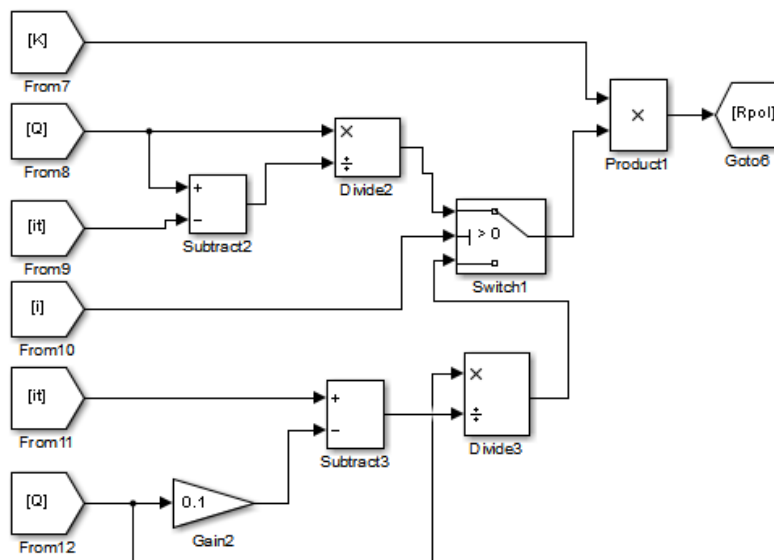 [K]
From7
[Q]
From8
×
÷
Divide2
×
Product1
[Rpol]
Goto6
+
−
Subtract2
[it]
From9
> 0
Switch1
[i]
From10
[it]
From11
+
−
Subtract3
×
÷
Divide3
[Q]
From12
0.1
Gain2